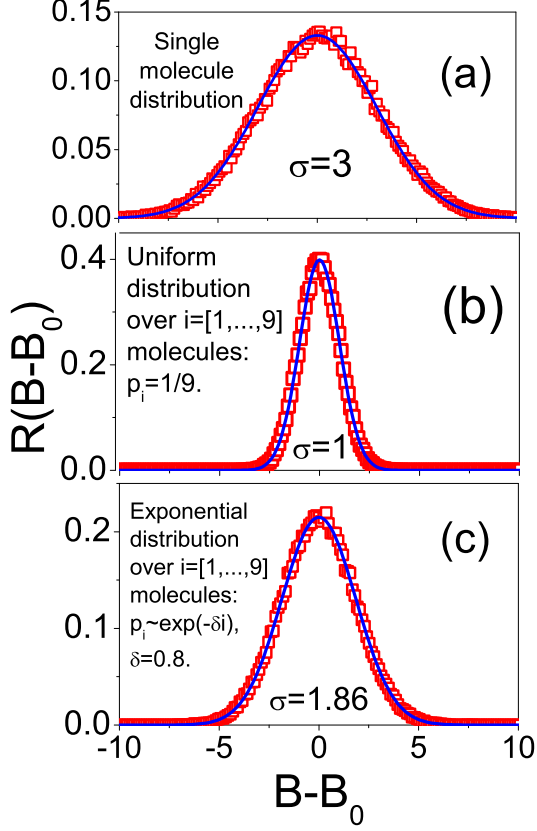 0.15
0.10
0.05
0.00
Single
molecule
distribution
(a)
σ=3
R(B-B₀)
0.4
0.2
0.0
Uniform
distribution
over i=[1,...,9]
molecules:
pᵢ=1/9.
(b)
σ=1
0.2
0.1
0.0
Exponential
distribution
over i=[1,...,9]
molecules:
pᵢ~exp(-δi),
δ=0.8.
(c)
σ=1.86
-10 -5 0 5 10
B-B₀